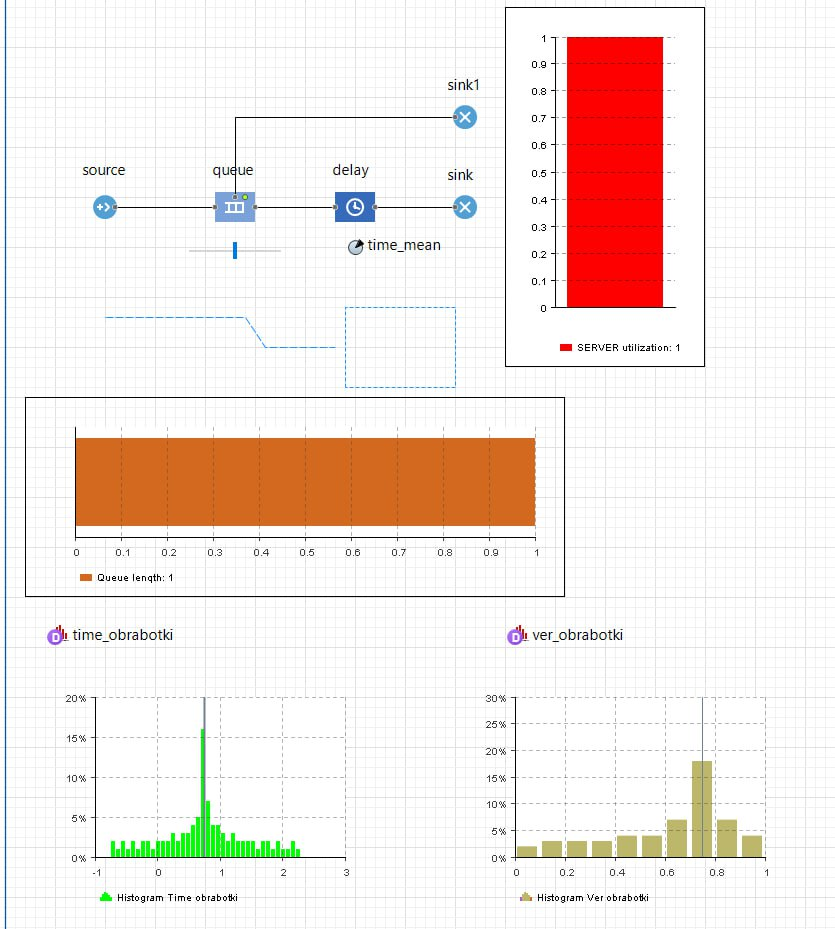 sink1
source
queue
delay
sink
time_mean
1
0.9
0.8
0.7
0.6
0.5
0.4
0.3
0.2
0.1
0
SERVER utilization: 1
0 0.1 0.2 0.3 0.4 0.5 0.6 0.7 0.8 0.9 1
Queue length: 1
time_obrabotki
20%
15%
10%
5%
0%
-1 0 1 2 3
Histogram Time obrabotki
ver_obrabotki
30%
25%
20%
15%
10%
5%
0%
0 0.2 0.4 0.6 0.8 1
Histogram Ver obrabotki